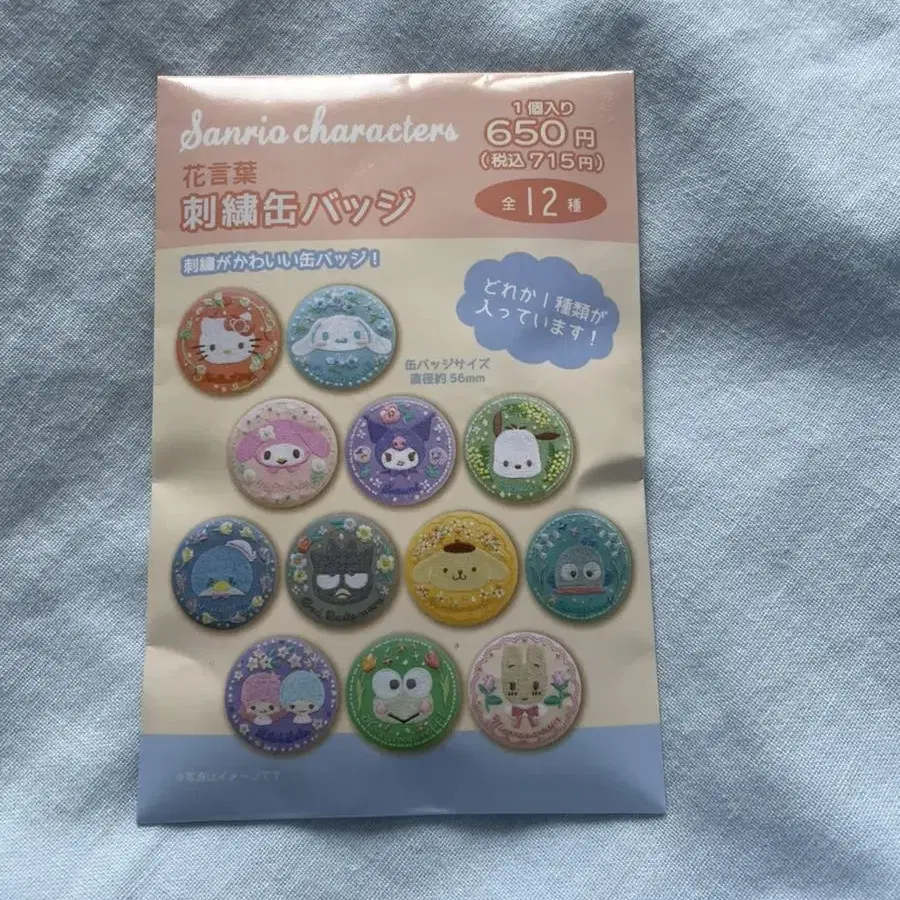 Sanrio characters
花言葉
刺繍缶バッジ
1個入り
650円
(税込715円)
全12種
刺繍がかわいい缶バッジ!
どれか1種類が
入っています!
缶バッジサイズ
直径約56mm
※写真はイメージです